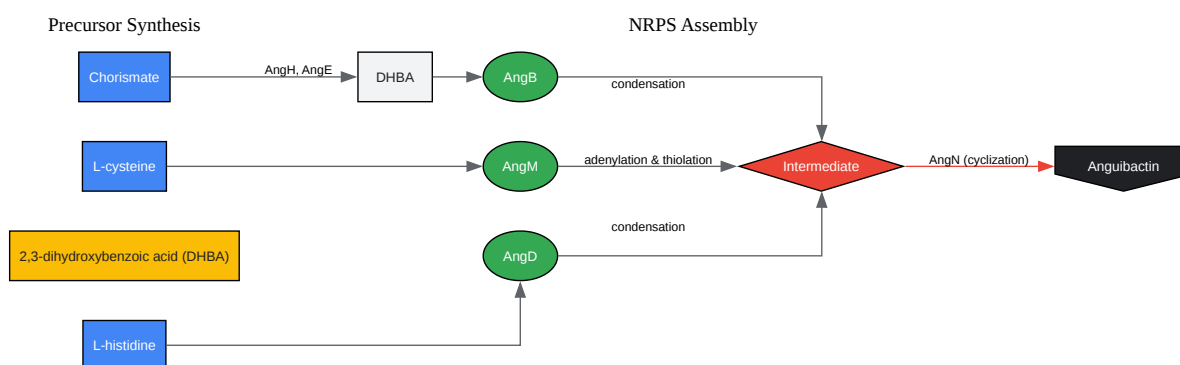 Precursor Synthesis
NRPS Assembly
Chorismate
AngH, AngE
DHBA
AngB
condensation
L-cysteine
AngM
adenylation & thiolation
Intermediate
AngN (cyclization)
Anguibactin
condensation
2,3-dihydroxybenzoic acid (DHBA)
AngD
L-histidine